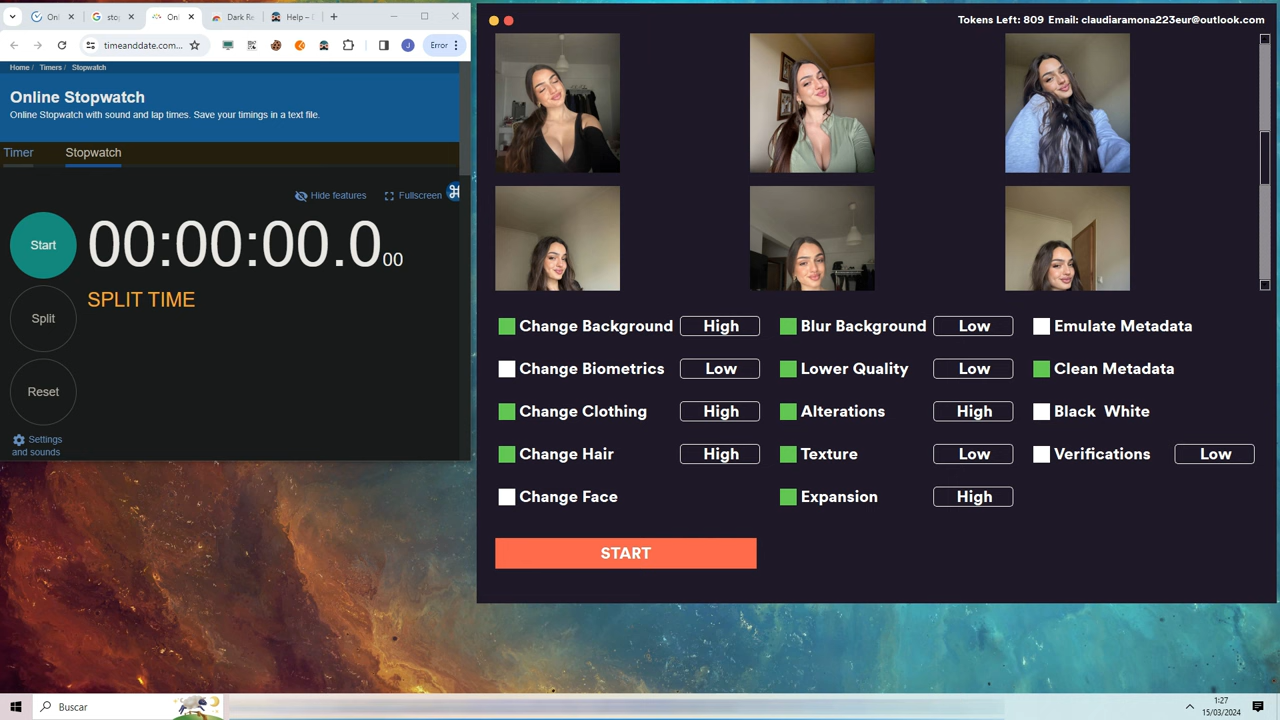 Onl
stop
Onl
Dark Re
Help –
timeanddate.com...
J
Error
Home / Timers / Stopwatch
Online Stopwatch
Online Stopwatch with sound and lap times. Save your timings in a text file.
Timer
Stopwatch
Hide features
Fullscreen
Start
00:00:00.000
SPLIT TIME
Split
Reset
Settings
and sounds
Tokens Left: 809 Email: claudiaramona223eur@outlook.com
Change Background High
Blur Background Low
Emulate Metadata
Change Biometrics Low
Lower Quality Low
Clean Metadata
Change Clothing High
Alterations High
Black White
Change Hair High
Texture Low
Verifications Low
Change Face
Expansion High
START
Buscar
1:27
15/03/2024